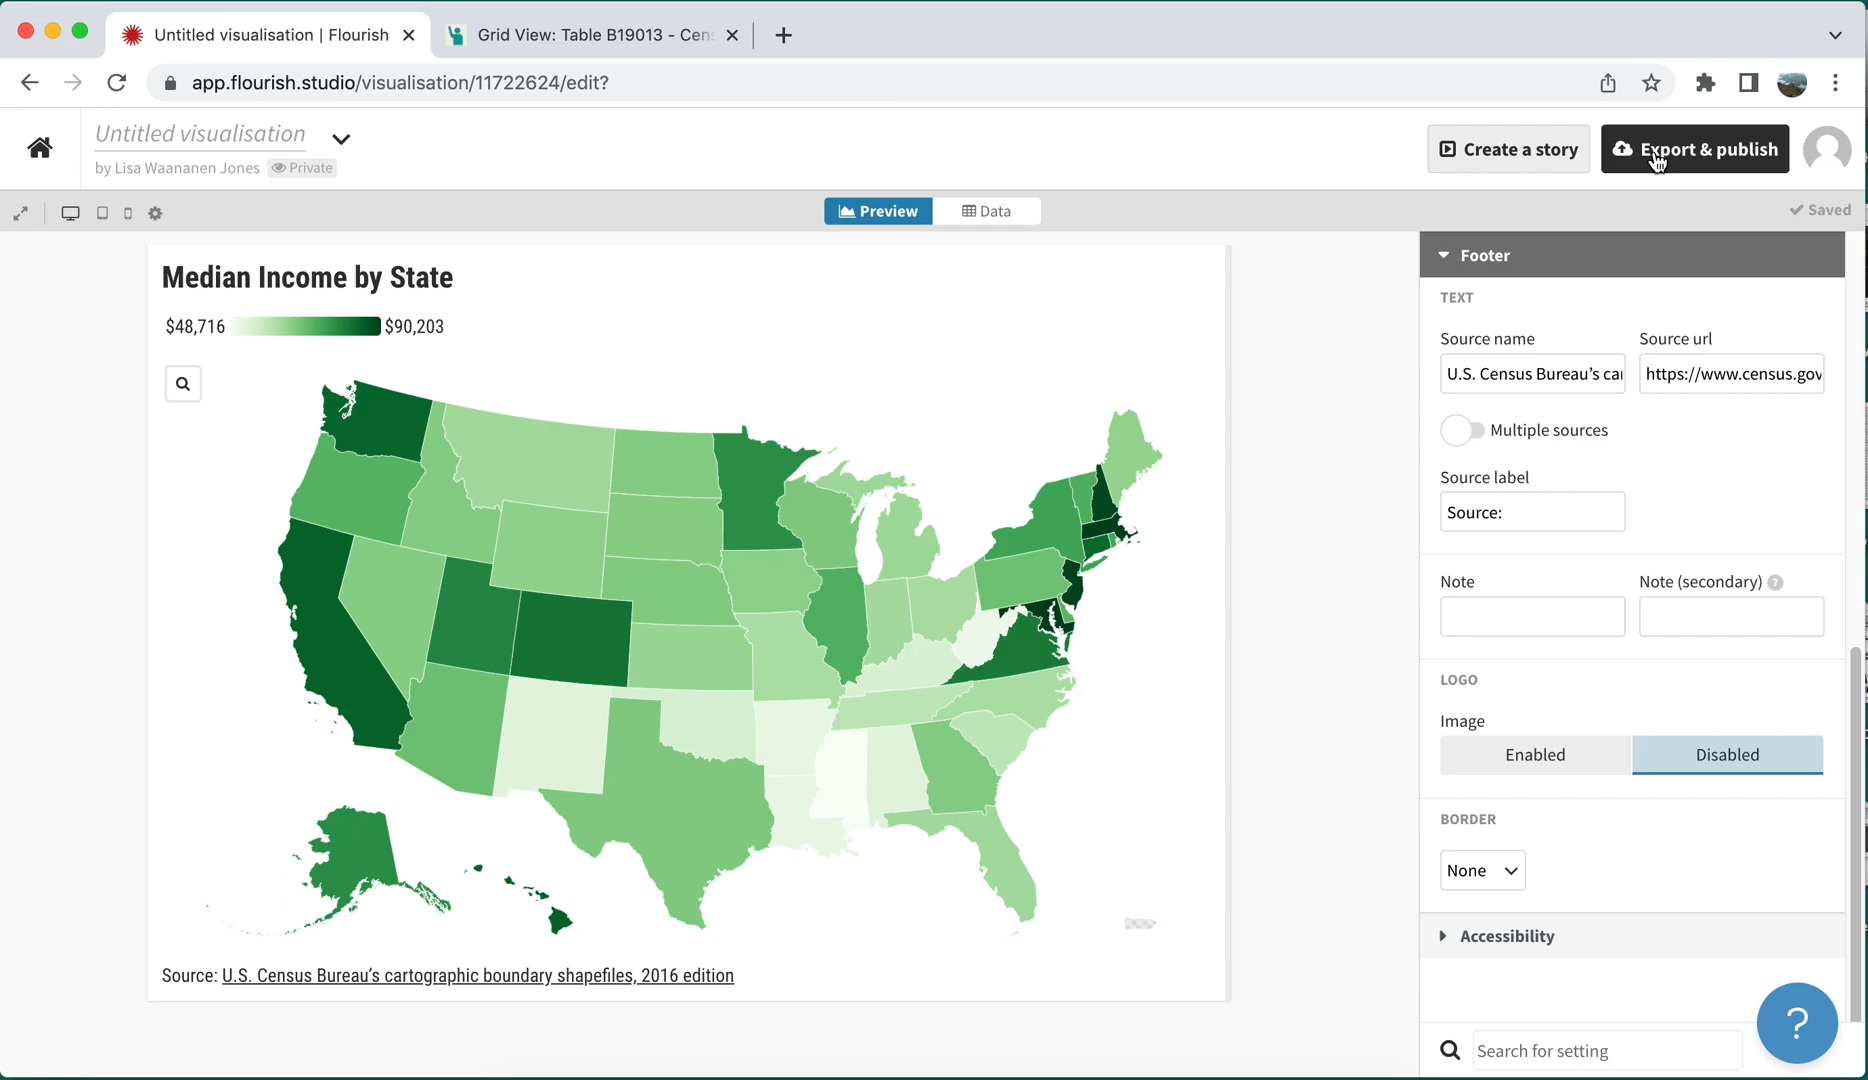 Untitled visualisation | Flourish
Grid View: Table B19013 - Cens
app.flourish.studio/visualisation/11722624/edit?
Untitled visualisation
by Lisa Waananen Jones
Private
Create a story
Export & publish
Preview
Data
Saved
Median Income by State
$48,716
$90,203
Source: U.S. Census Bureau’s cartographic boundary shapefiles, 2016 edition
Footer
TEXT
Source name
Source url
U.S. Census Bureau’s car
https://www.census.gov
Multiple sources
Source label
Source:
Note
Note (secondary) ?
LOGO
Image
Enabled
Disabled
BORDER
None
Accessibility
?
Search for setting